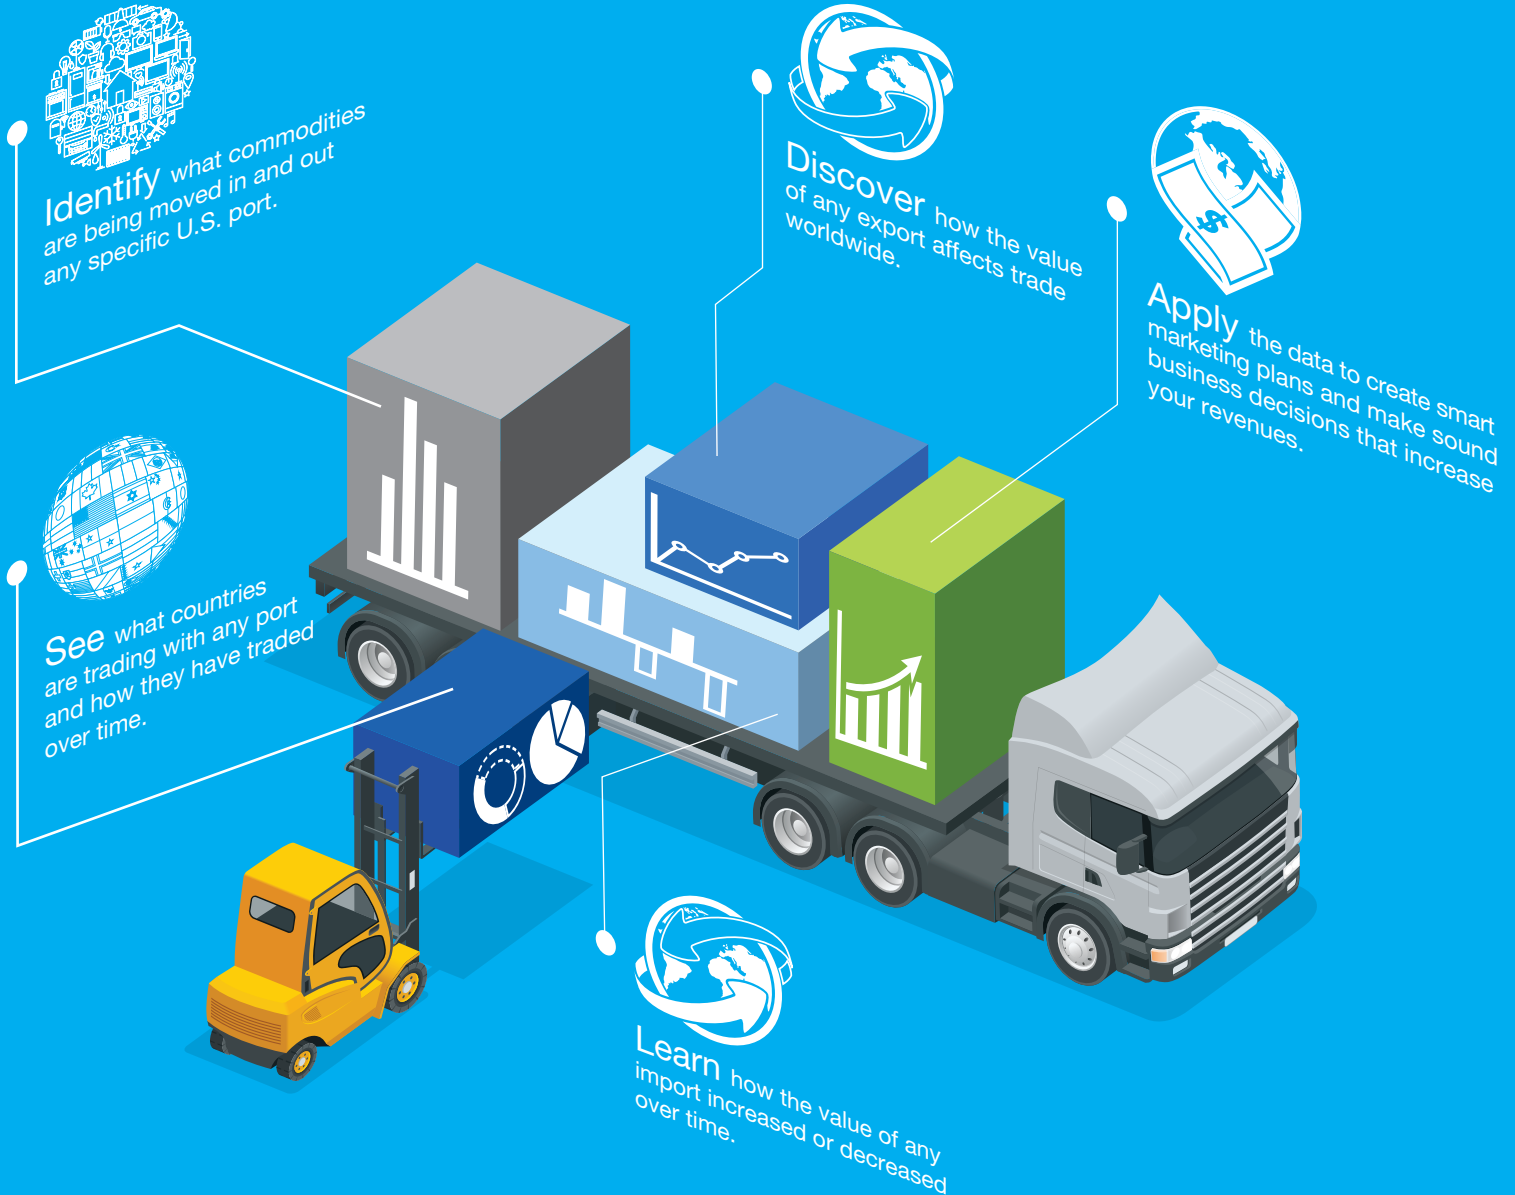 Identify what commodities
are being moved in and out
any specific U.S. port.
Discover how the value
of any export affects trade
worldwide.
$
Apply the data to create smart
marketing plans and make sound
business decisions that increase
your revenues.
See what countries
are trading with any port
and how they have traded
over time.
Learn how the value of any
import increased or decreased
over time.